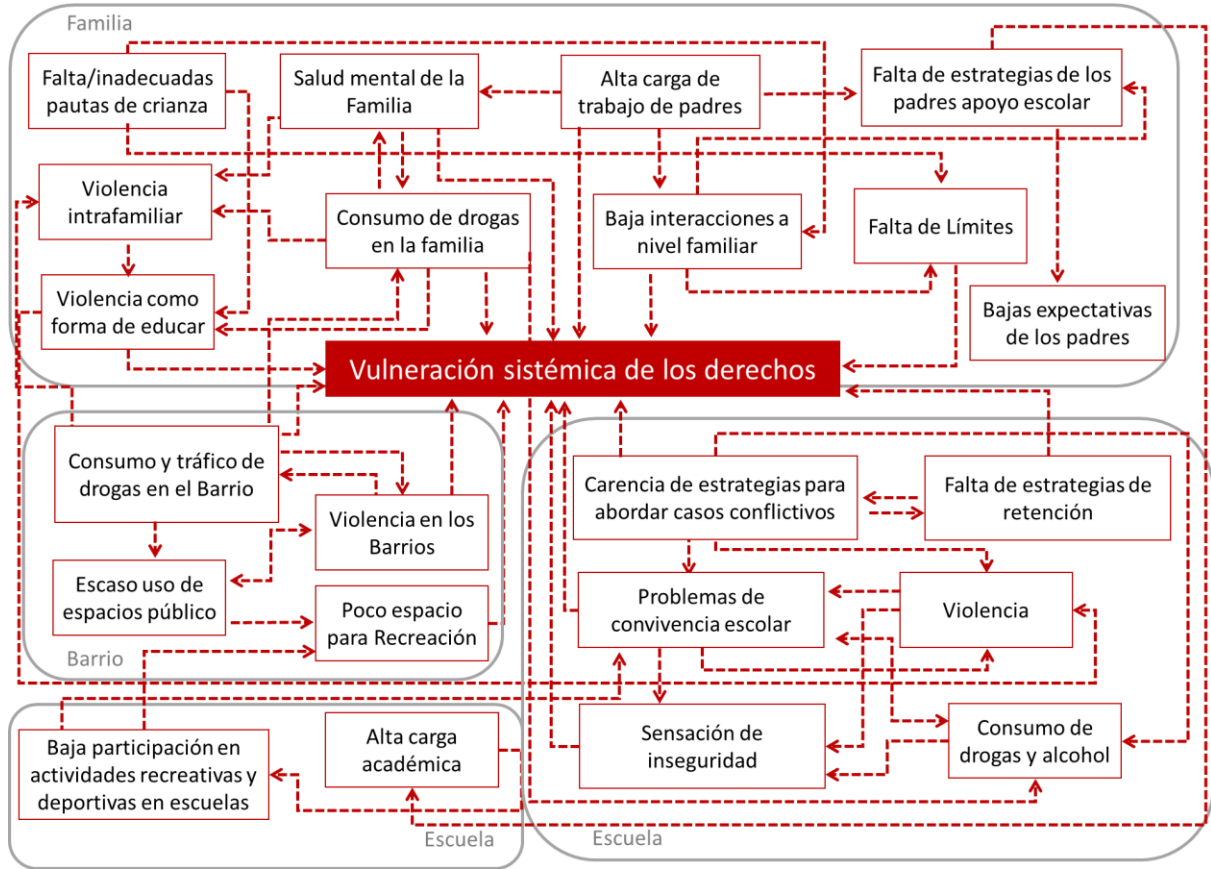 Familia
Falta/inadecuadas
pautas de crianza
Salud mental de la
Familia
Alta carga de
trabajo de padres
Falta de estrategias de los
padres apoyo escolar
Violencia
intrafamiliar
Consumo de drogas
en la familia
Baja interacciones a
nivel familiar
Falta de Límites
Violencia como
forma de educar
Bajas expectativas
de los padres
Vulneración sistémica de los derechos
Consumo y tráfico de
drogas en el Barrio
Violencia en los
Barrios
Escaso uso de
espacios público
Poco espacio
para Recreación
Barrio
Carencia de estrategias para
abordar casos conflictivos
Falta de estrategias de
retención
Problemas de
convivencia escolar
Violencia
Sensación de
inseguridad
Consumo de
drogas y alcohol
Escuela
Baja participación en
actividades recreativas y
deportivas en escuelas
Alta carga
académica
Escuela